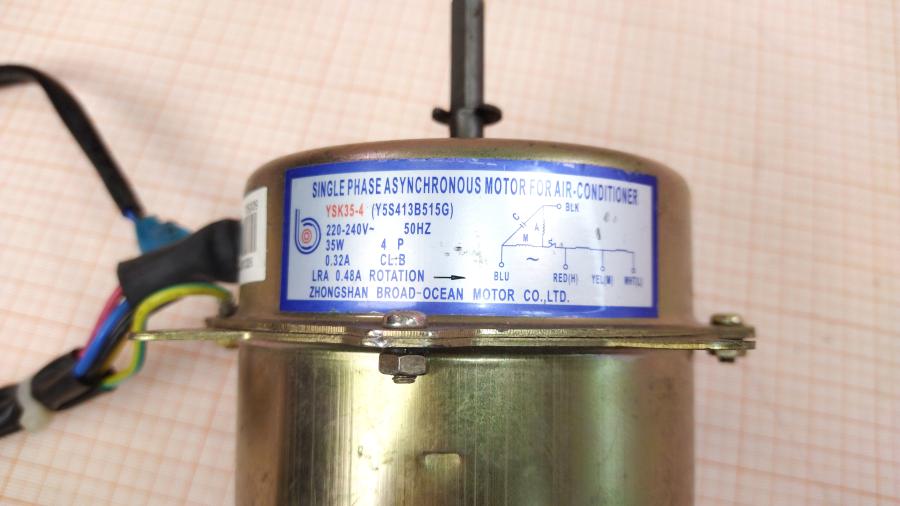 SINGLE PHASE ASYNCHRONOUS MOTOR FOR AIR-CONDITIONER
YSK35-4 (Y5S413B515G)
220-240V~ 50HZ
35W 4 P
0.32A CL:B
LRA 0.48A ROTATION
ZHONGSHAN BROAD-OCEAN MOTOR CO.,LTD.
BLK
C
A
M
~
BLU
RED(H) YEL(M) WHT(L)